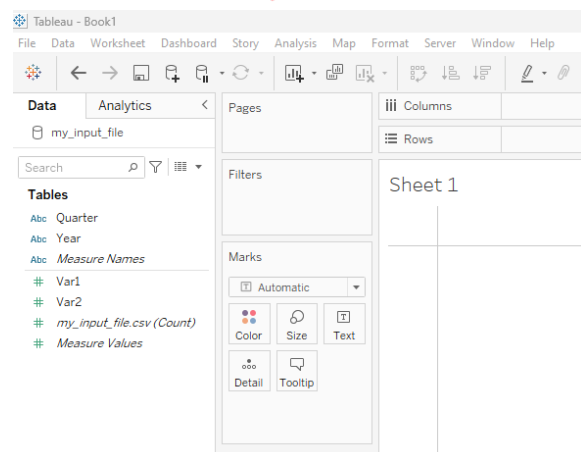 Tableau - Book1
File Data Worksheet Dashboard Story Analysis Map Format Server Window Help
Data Analytics
my_input_file
Search
Tables
Abc Quarter
Abc Year
Abc Measure Names
# Var1
# Var2
# my_input_file.csv (Count)
# Measure Values
Pages
Filters
Marks
T Automatic
Color Size Text
Detail Tooltip
Columns
Rows
Sheet 1